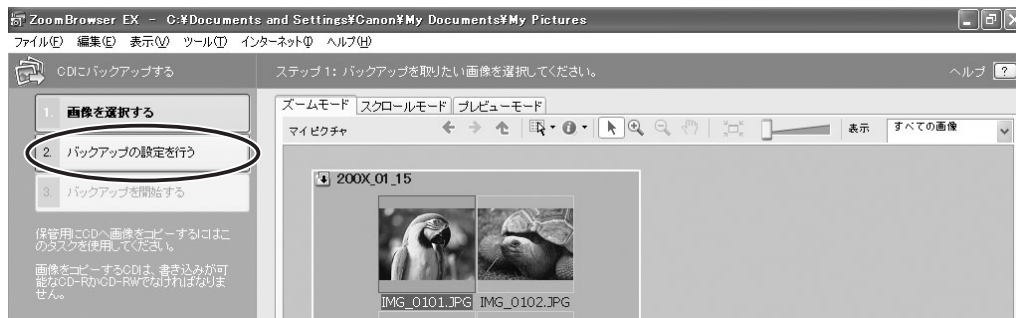 ZoomBrowser EX - C:¥Documents and Settings¥Canon¥My Documents¥My Pictures
ファイル(F) 編集(E) 表示(V) ツール(T) インターネット(I) ヘルプ(H)
CDにバックアップする
ステップ1: バックアップを取りたい画像を選択してください。
ヘルプ ?
1. 画像を選択する
2. バックアップの設定を行う
3. バックアップを開始する
保管用にCDへ画像をコピーするにはこ
のタスクを使用してください。
画像をコピーするCDは、書き込みが可
能なCD-RかCD-RWでなければなりま
せん。
ズームモード スクロールモード プレビューモード
マイ ピクチャ
表示 すべての画像
200X_01_15
IMG_0101.JPG IMG_0102.JPG